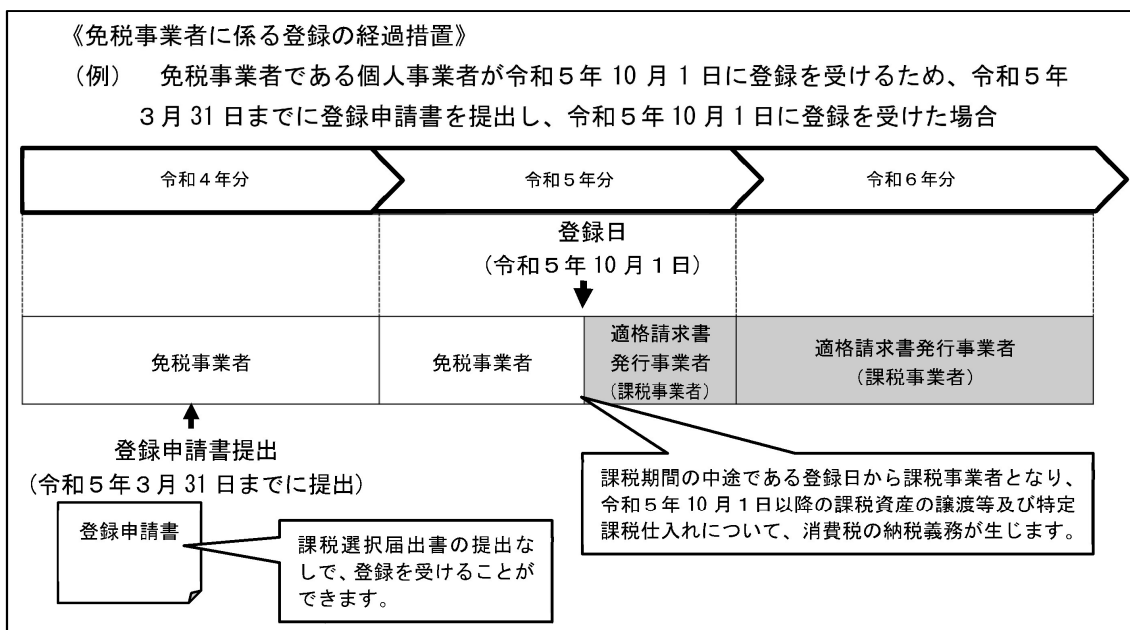 《免税事業者に係る登録の経過措置》
(例) 免税事業者である個人事業者が令和5年10月1日に登録を受けるため、令和5年
3月31日までに登録申請書を提出し、令和5年10月1日に登録を受けた場合
令和4年分
令和5年分
令和6年分
登録日
(令和5年10月1日)
免税事業者
免税事業者
適格請求書
発行事業者
(課税事業者)
適格請求書発行事業者
(課税事業者)
登録申請書提出
(令和5年3月31日までに提出)
登録申請書
課税選択届出書の提出な
しで、登録を受けることが
できます。
課税期間の中途である登録日から課税事業者となり、
令和5年10月1日以降の課税資産の譲渡等及び特定
課税仕入れについて、消費税の納税義務が生じます。